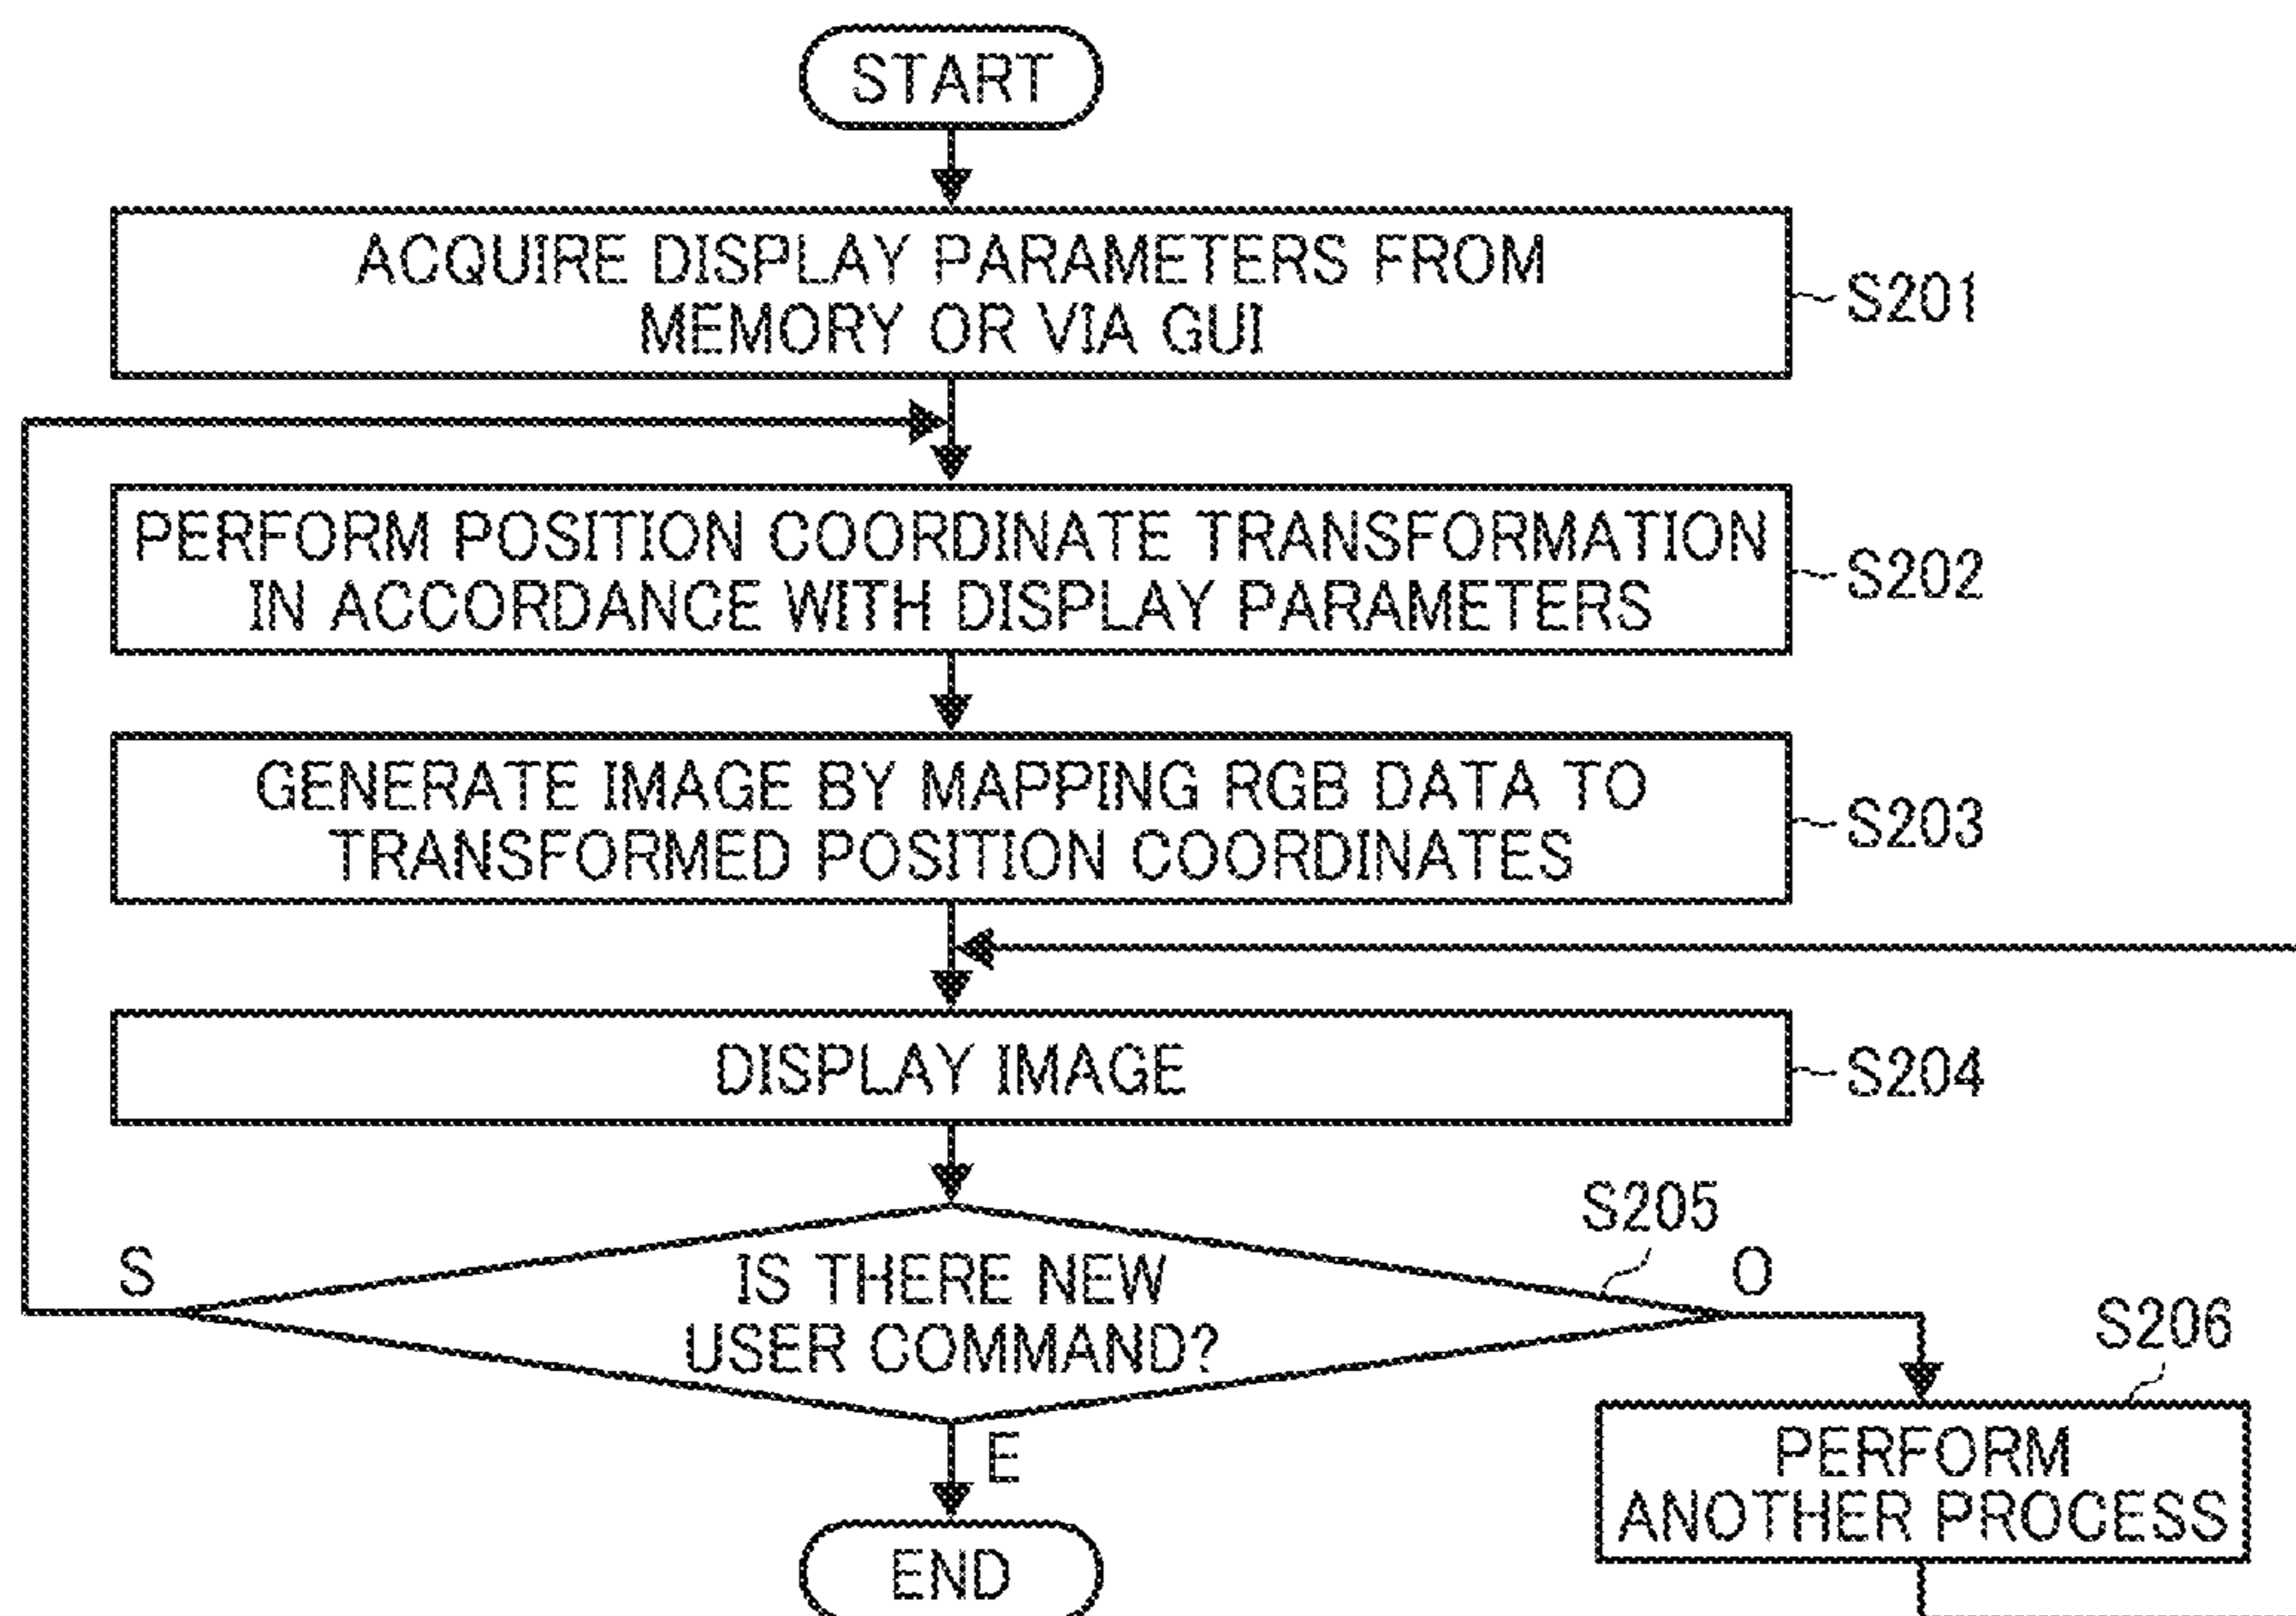 START
ACQUIRE DISPLAY PARAMETERS FROM
MEMORY OR VIA GUI
S201
PERFORM POSITION COORDINATE TRANSFORMATION
IN ACCORDANCE WITH DISPLAY PARAMETERS
S202
GENERATE IMAGE BY MAPPING RGB DATA TO
TRANSFORMED POSITION COORDINATES
S203
DISPLAY IMAGE
S204
S205
S
IS THERE NEW
USER COMMAND?
O
S206
E
PERFORM
ANOTHER PROCESS
END